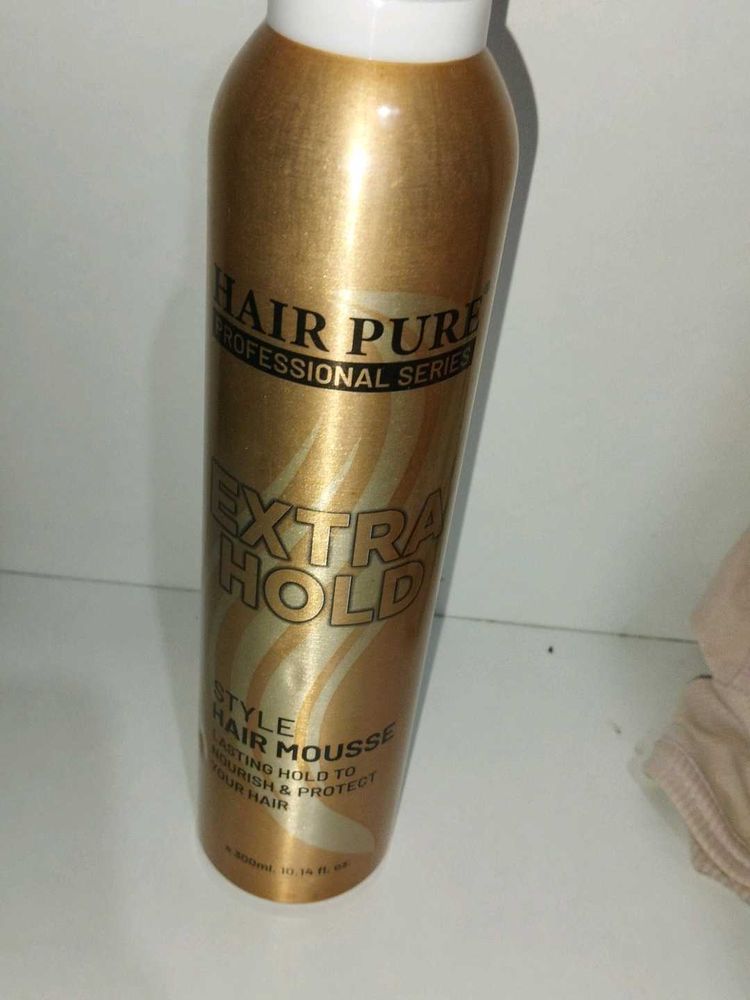 HAIR PURE
PROFESSIONAL SERIES
EXTRA
HOLD
STYLE
HAIR MOUSSE
LASTING HOLD TO
NOURISH & PROTECT
YOUR HAIR
300ml. 10.14 fl. oz.